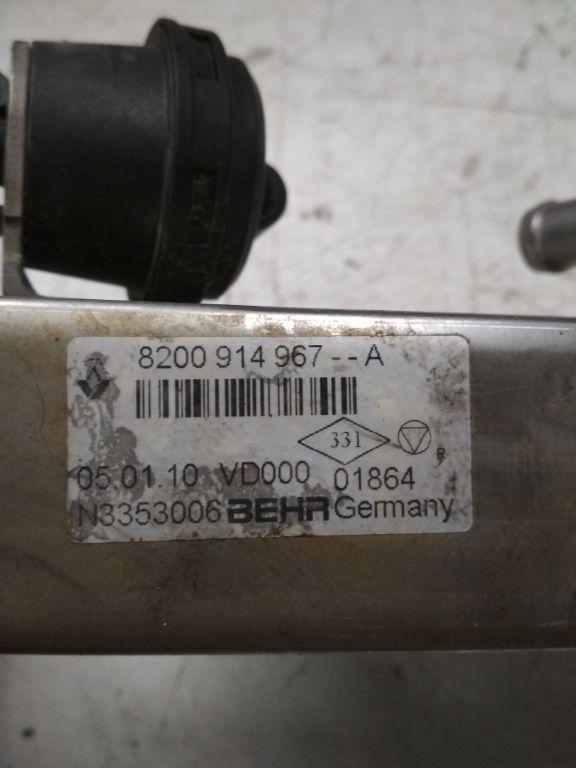 8200 914 967 - - A
331
R
05.01.10 VD000 01864
N3353006 BEHR Germany